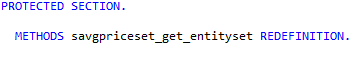 PROTECTED SECTION.
METHODS savgpriceset_get_entityset REDEFINITION.